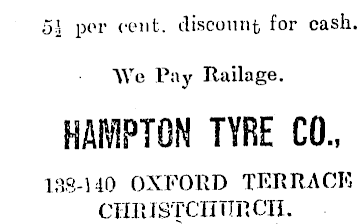 5½ per cent. discount for cash.
We Pay Railage.
HAMPTON TYRE CO.,
138-140 OXFORD TERRACE
CHRISTCHURCH.